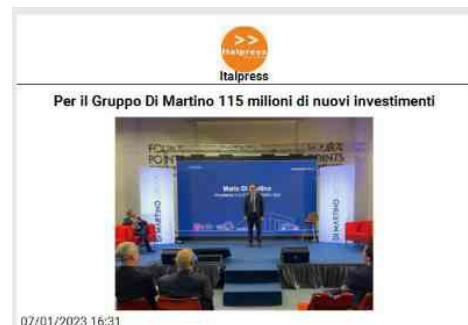 >>
Italpress
Italpress
Per il Gruppo Di Martino 115 milioni di nuovi investimenti
DI MARTINO
DI MARTINO
07/01/2023 16:31